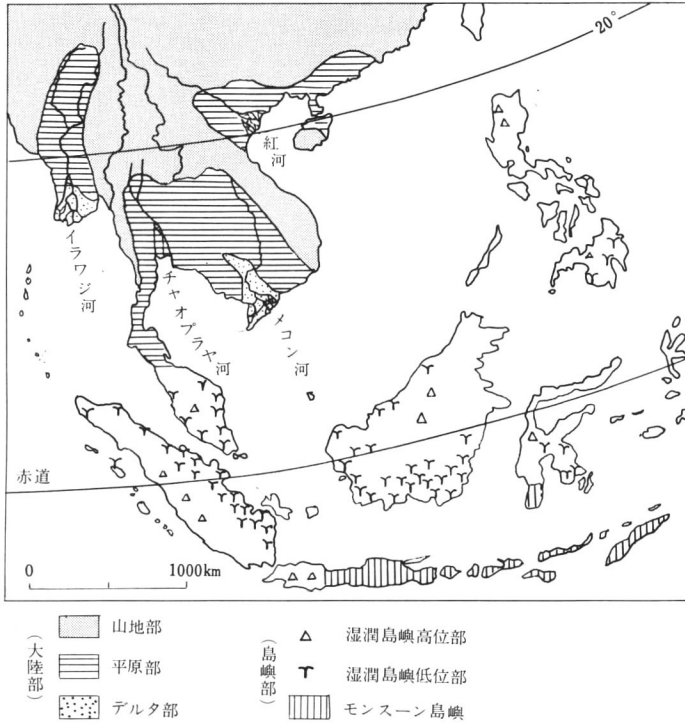 20°
紅河
イラワジ河
チャオプラヤ河
メコン河
赤道
0 1000km
(大陸部)
山地部
平原部
デルタ部
(島嶼部)
湿潤島嶼高位部
湿潤島嶼低位部
モンスーン島嶼